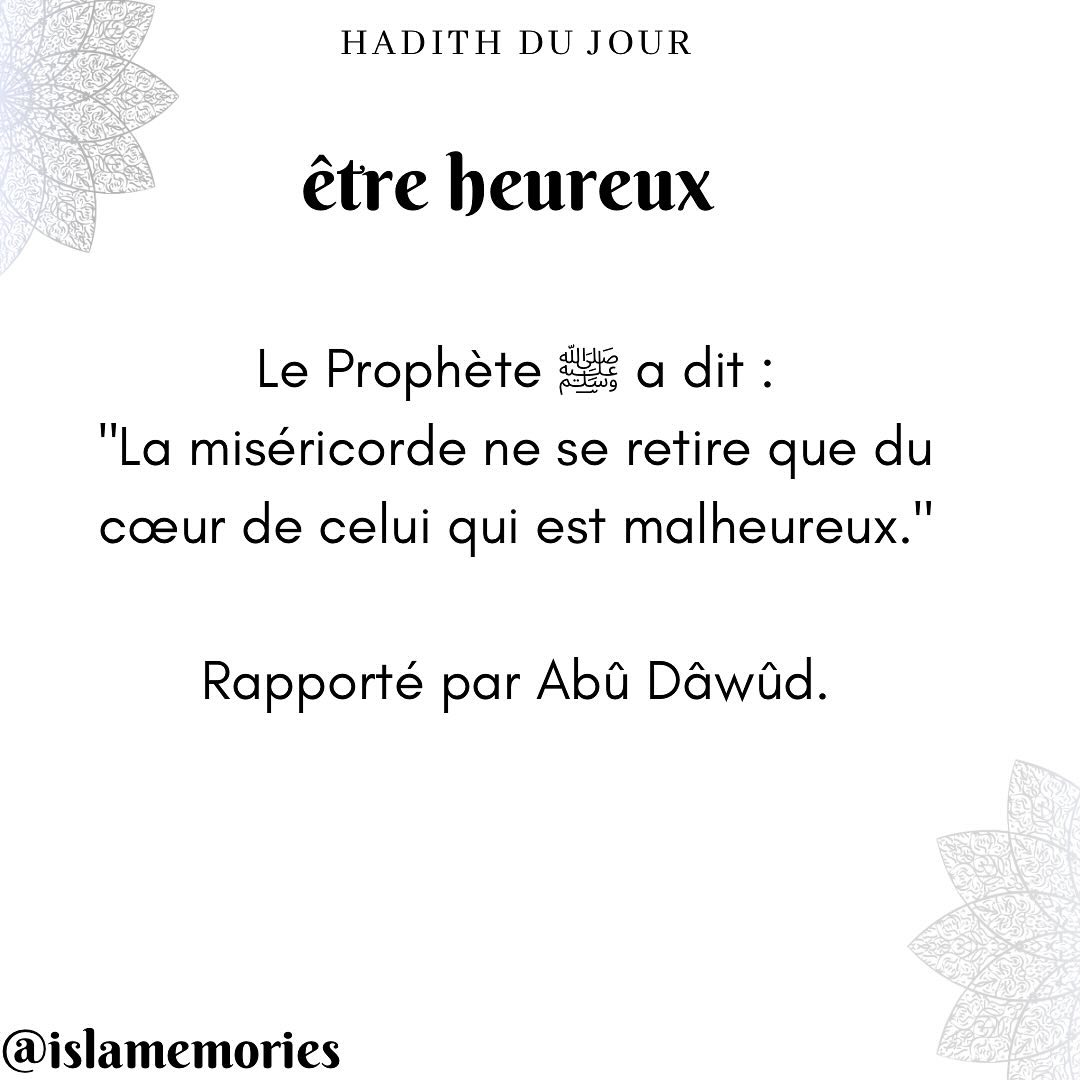 HADITH DU JOUR
être heureux
Le Prophète ﷺ a dit :
"La miséricorde ne se retire que du
cœur de celui qui est malheureux."
Rapporté par Abû Dâwûd.
@islamemories